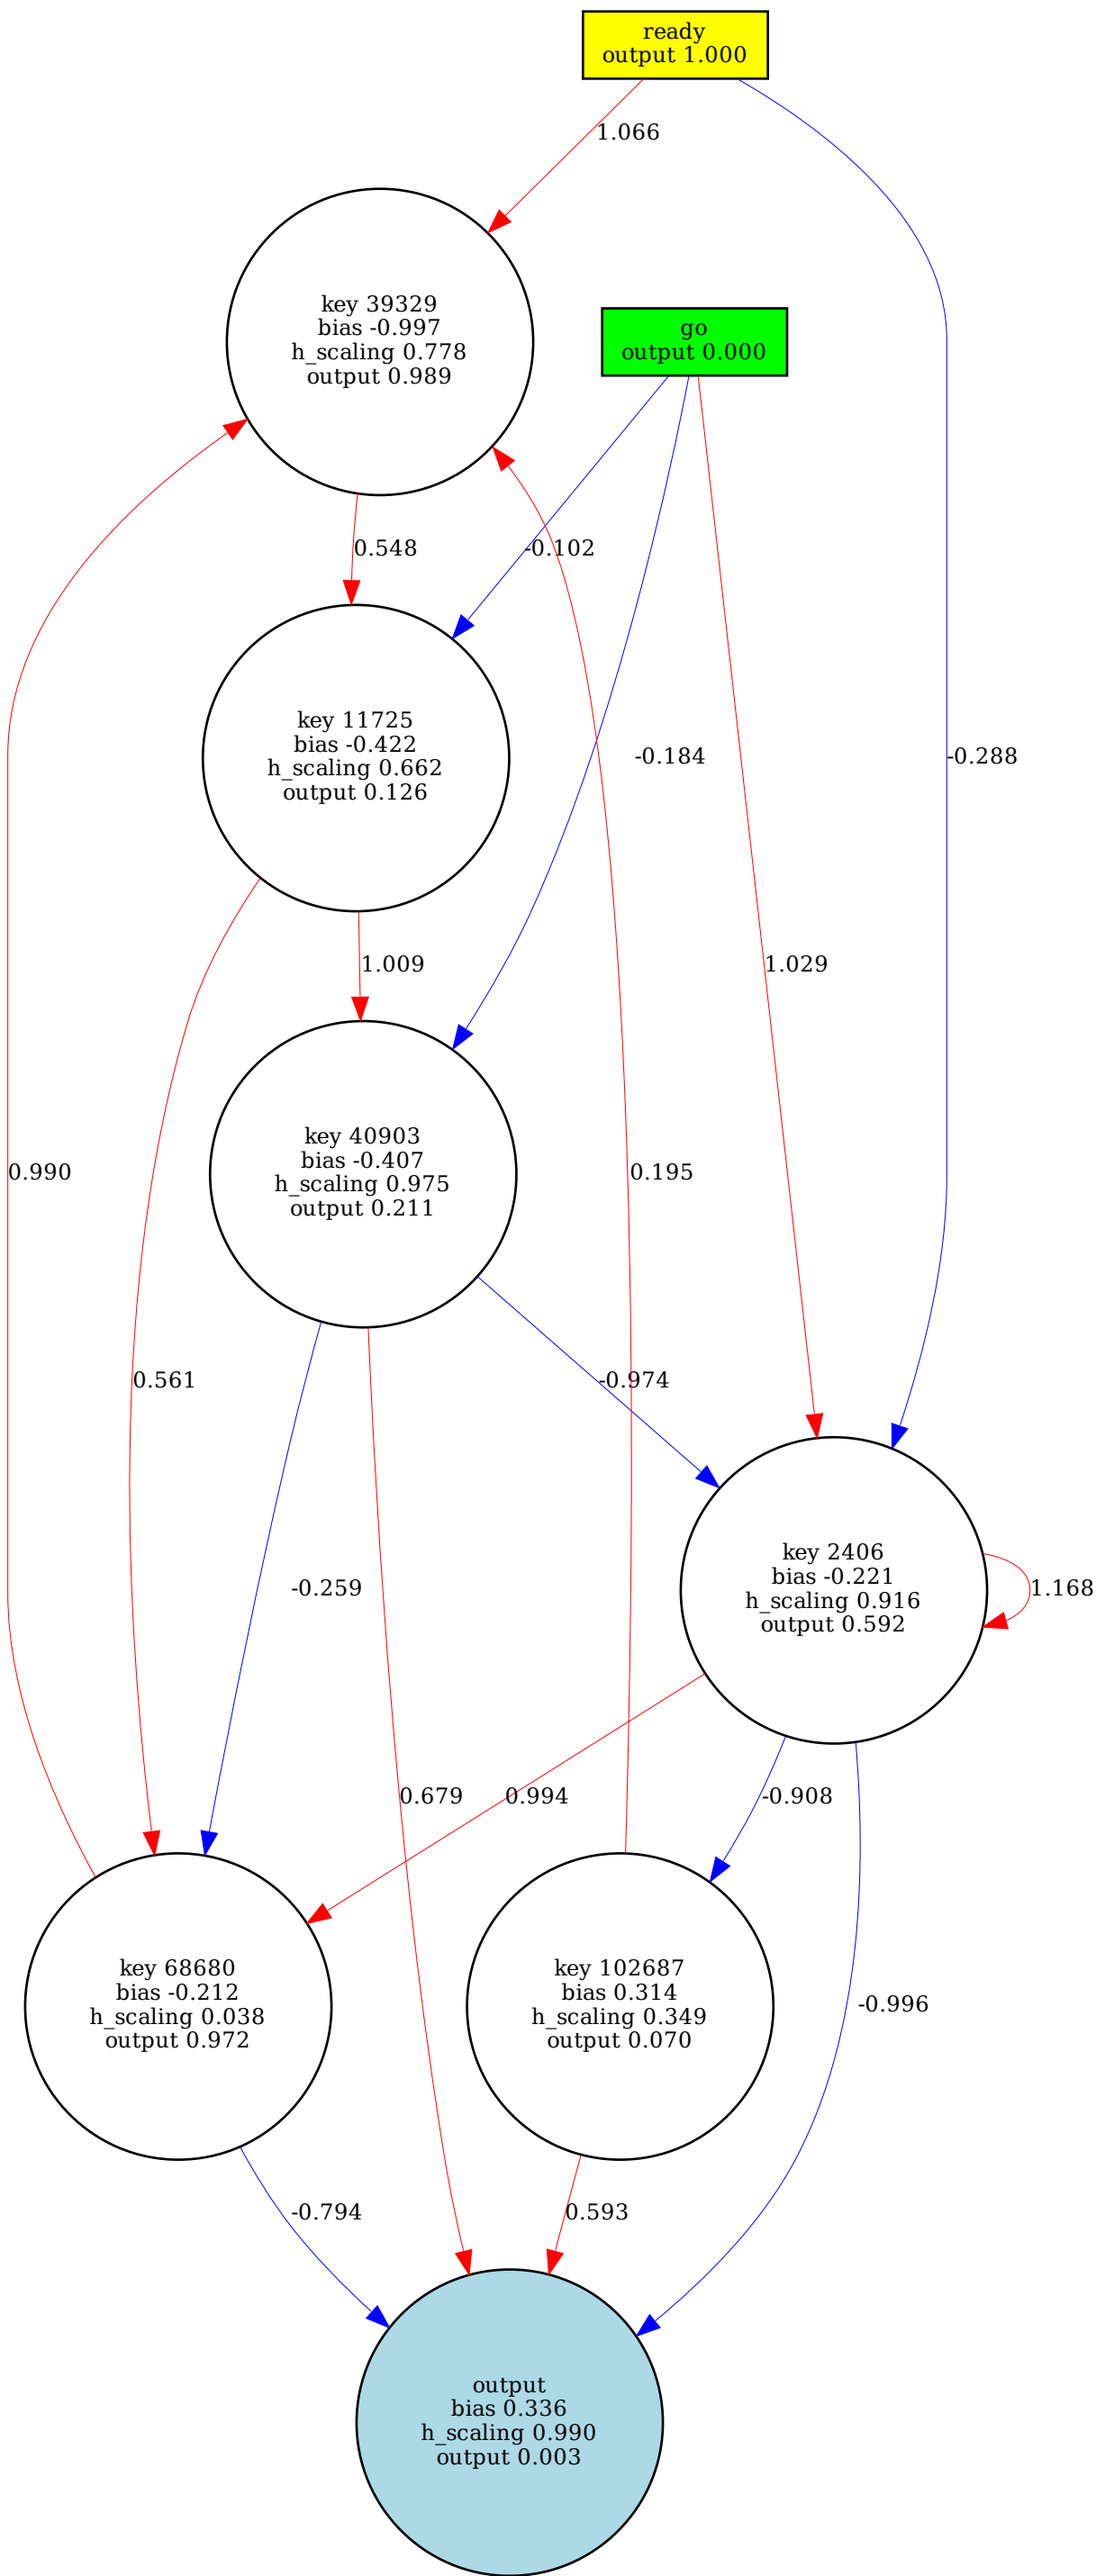 ready
output 1.000
1.066
key 39329
bias -0.997
h_scaling 0.778
output 0.989
go
output 0.000
0.548
-0.102
key 11725
bias -0.422
h_scaling 0.662
output 0.126
-0.184
-0.288
1.009
1.029
key 40903
bias -0.407
h_scaling 0.975
output 0.211
0.990
0.195
0.561
-0.974
key 2406
bias -0.221
h_scaling 0.916
output 0.592
-0.259
1.168
0.679
0.994
-0.908
key 68680
bias -0.212
h_scaling 0.038
output 0.972
key 102687
bias 0.314
h_scaling 0.349
output 0.070
-0.996
-0.794
0.593
output
bias 0.336
h_scaling 0.990
output 0.003